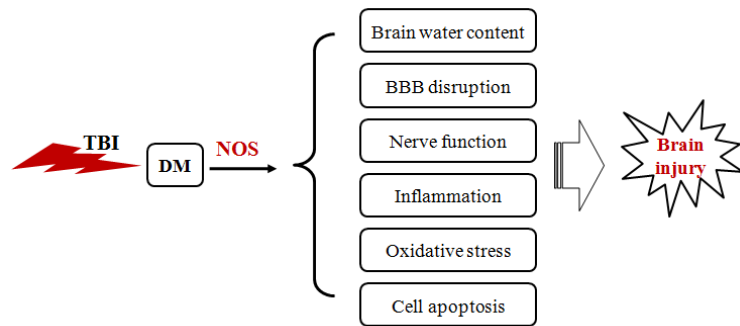 TBI
DM
NOS
Brain water content
BBB disruption
Nerve function
Inflammation
Oxidative stress
Cell apoptosis
Brain
injury